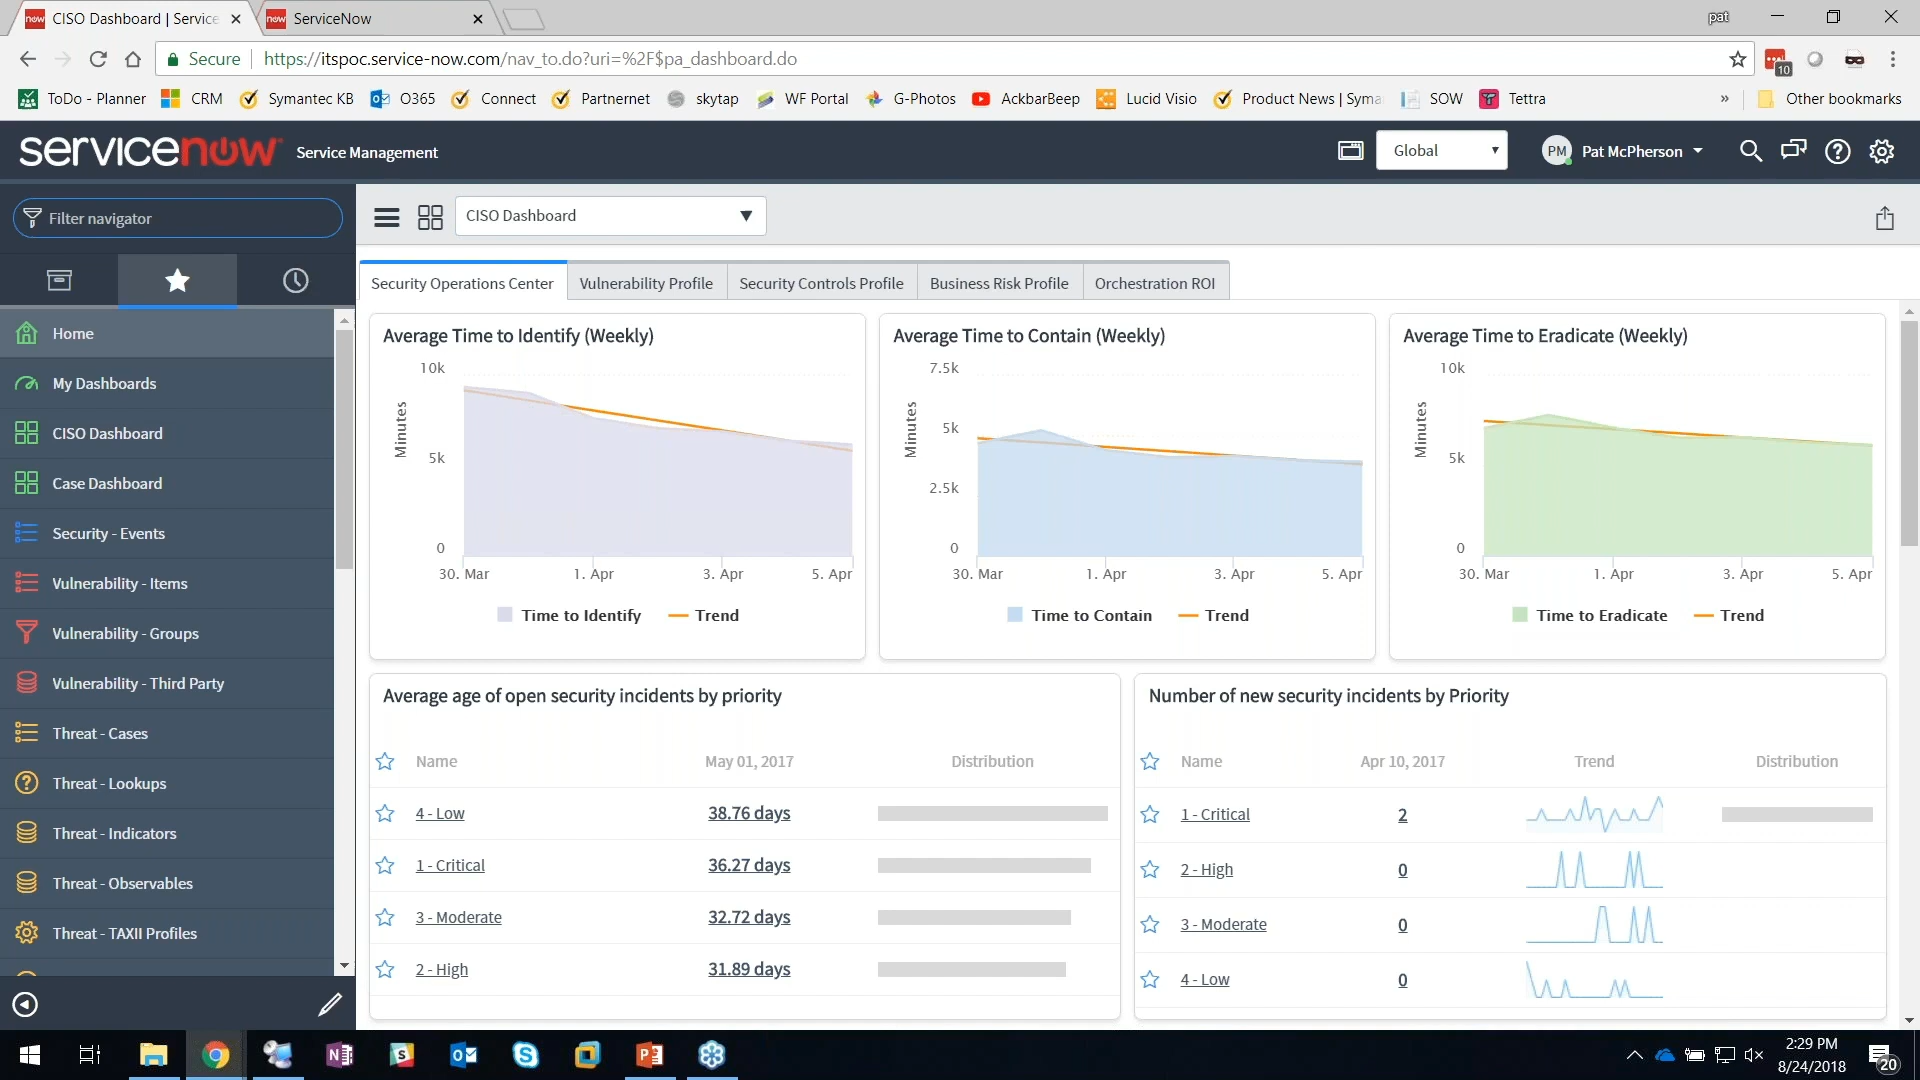 CISO Dashboard | Service
ServiceNow
pat
Secure
https://itspoc.service-now.com/nav_to.do?uri=%2F$pa_dashboard.do
10
ToDo - Planner
CRM
Symantec KB
O365
Connect
Partnernet
skytap
WF Portal
G-Photos
AckbarBeep
Lucid Visio
Product News | Syma
SOW
Tettra
»
Other bookmarks
servicenow
Service Management
Global
PM
Pat McPherson
Filter navigator
CISO Dashboard
Home
My Dashboards
CISO Dashboard
Case Dashboard
Security - Events
Vulnerability - Items
Vulnerability - Groups
Vulnerability - Third Party
Threat - Cases
Threat - Lookups
Threat - Indicators
Threat - Observables
Threat - TAXII Profiles
Security Operations Center
Vulnerability Profile
Security Controls Profile
Business Risk Profile
Orchestration ROI
Average Time to Identify (Weekly)
10k
5k
0
Minutes
30. Mar
1. Apr
3. Apr
5. Apr
Time to Identify
Trend
Average Time to Contain (Weekly)
7.5k
5k
2.5k
0
Minutes
30. Mar
1. Apr
3. Apr
5. Apr
Time to Contain
Trend
Average Time to Eradicate (Weekly)
10k
5k
0
Minutes
30. Mar
1. Apr
3. Apr
5. Apr
Time to Eradicate
Trend
Average age of open security incidents by priority
Name May 01, 2017 Distribution
4 - Low 38.76 days
1 - Critical 36.27 days
3 - Moderate 32.72 days
2 - High 31.89 days
Number of new security incidents by Priority
Name Apr 10, 2017 Trend Distribution
1 - Critical 2
2 - High 0
3 - Moderate 0
4 - Low 0
2:29 PM
8/24/2018
20